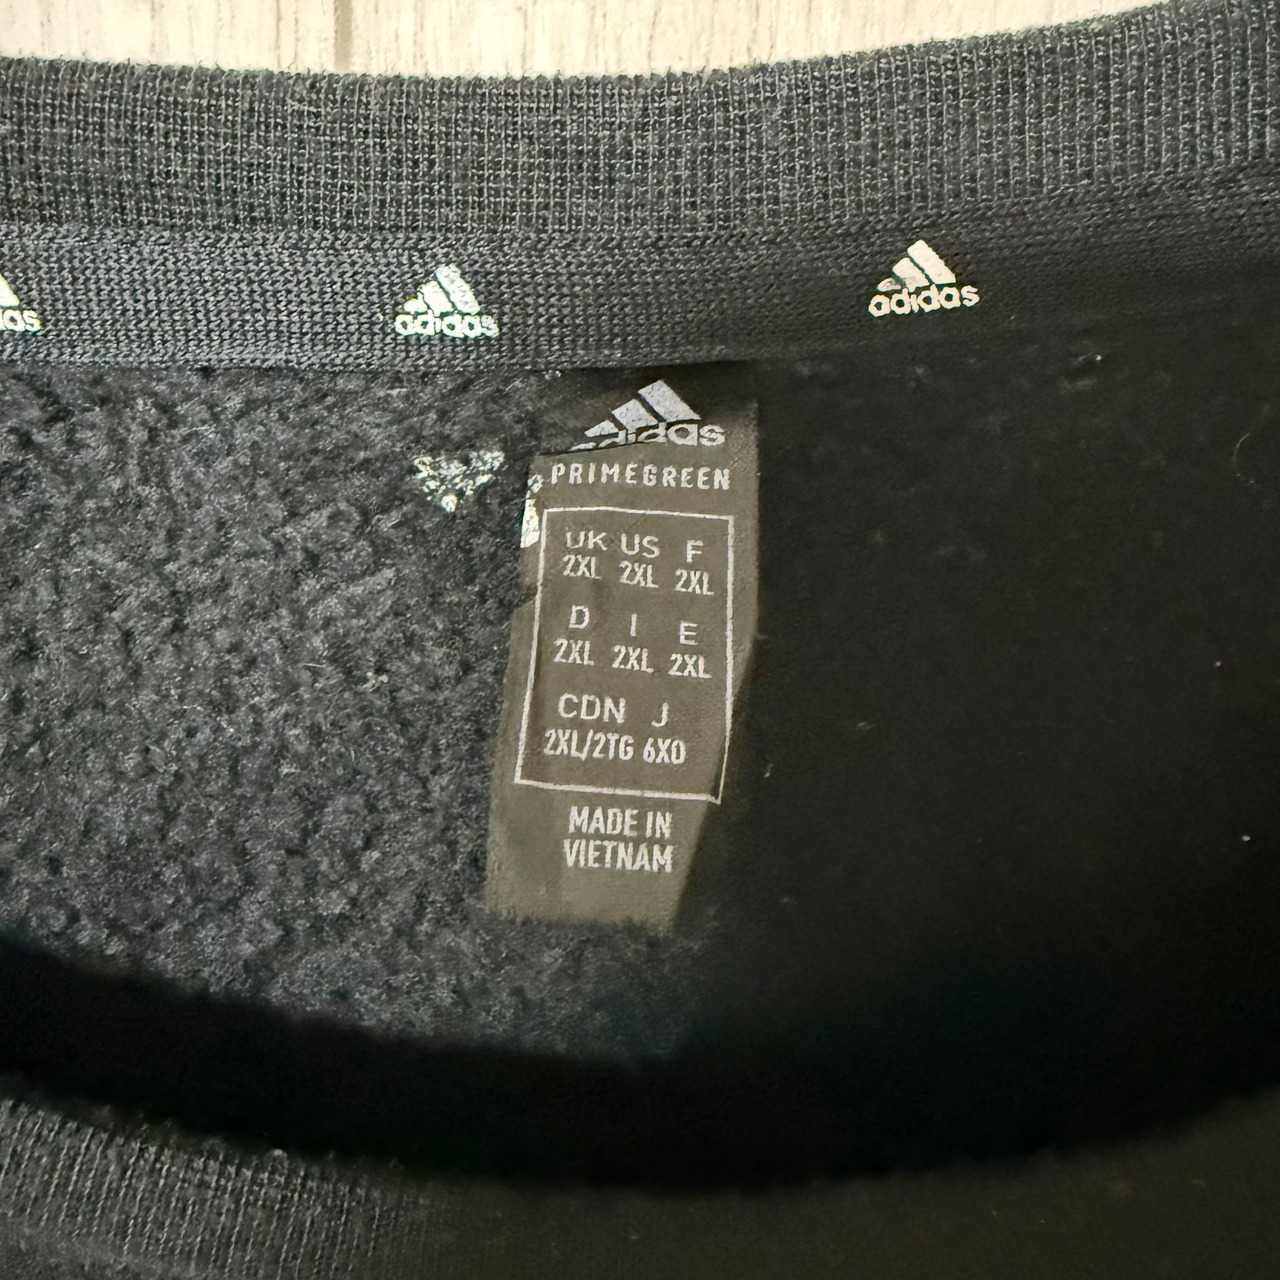 adidas
adidas
adidas
adidas
PRIMEGREEN
UK US F
2XL 2XL 2XL
D I E
2XL 2XL 2XL
CDN J
2XL/2TG 6XO
MADE IN
VIETNAM